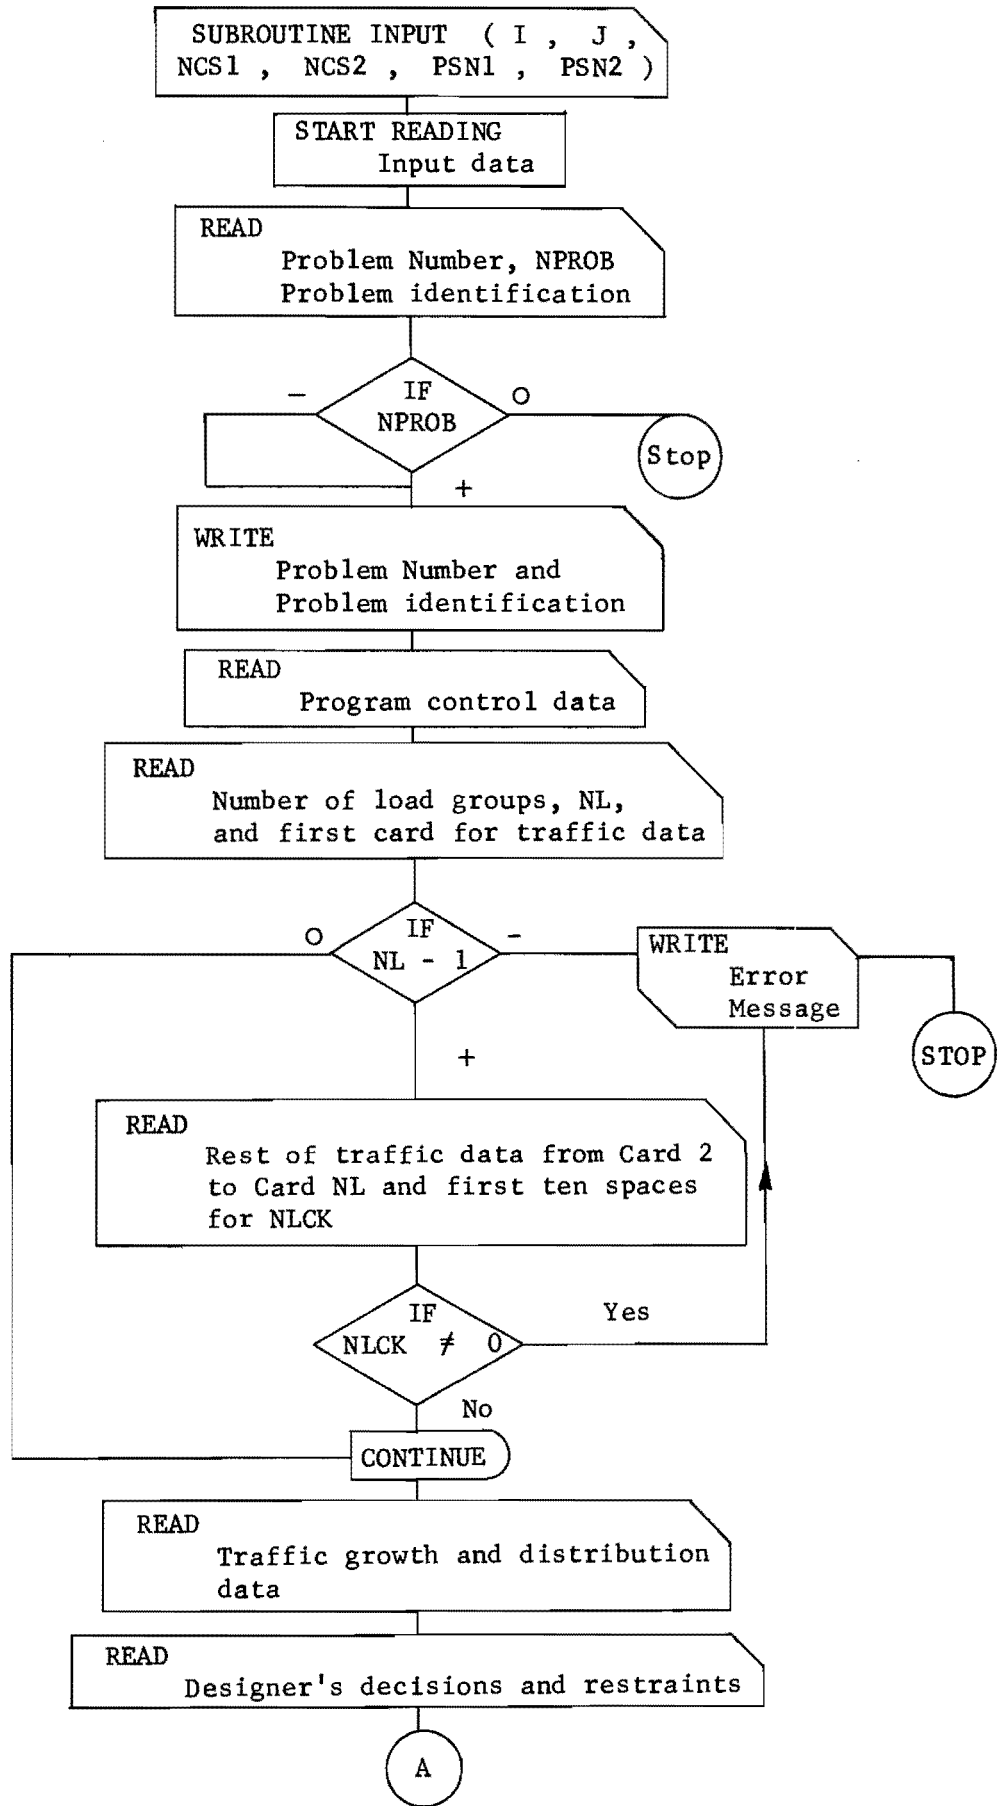 SUBROUTINE INPUT ( I , J ,
NCS1 , NCS2 , PSN1 , PSN2 )
START READING
Input data
READ
Problem Number, NPROB
Problem identification
IF
NPROB
−
O
Stop
+
WRITE
Problem Number and
Problem identification
READ
Program control data
READ
Number of load groups, NL,
and first card for traffic data
IF
NL - 1
O
-
WRITE
Error
Message
STOP
+
READ
Rest of traffic data from Card 2
to Card NL and first ten spaces
for NLCK
IF
NLCK ≠ 0
Yes
No
CONTINUE
READ
Traffic growth and distribution
data
READ
Designer's decisions and restraints
A